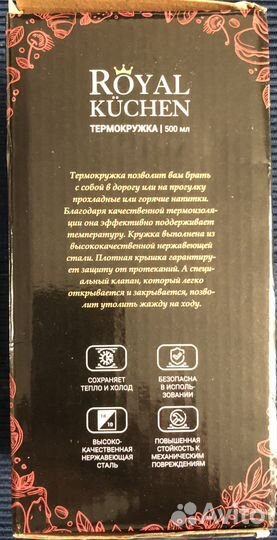 ROYAL
KÜCHEN
ТЕРМОКРУЖКА | 500 МЛ
Термокружка позволит вам брать
с собой в дорогу или на прогулку
прохладные или горячие напитки.
Благодаря качественной термоизоля-
ции она эффективно поддерживает
температуру. Кружка выполнена из
высококачественной нержавеющей
стали. Плотная крышка гарантиру-
ет защиту от протеканий. А специ-
альный клапан, который легко
открывается и закрывается, позво-
лит утолить жажду на ходу.
СОХРАНЯЕТ
ТЕПЛО И ХОЛОД
БЕЗОПАСНА
В ИСПОЛЬ-
ЗОВАНИИ
18
10
ВЫСОКО-
КАЧЕСТВЕННАЯ
НЕРЖАВЕЮЩАЯ
СТАЛЬ
ПОВЫШЕННАЯ
СТОЙКОСТЬ К
МЕХАНИЧЕСКИМ
ПОВРЕЖДЕНИЯМ
Avito